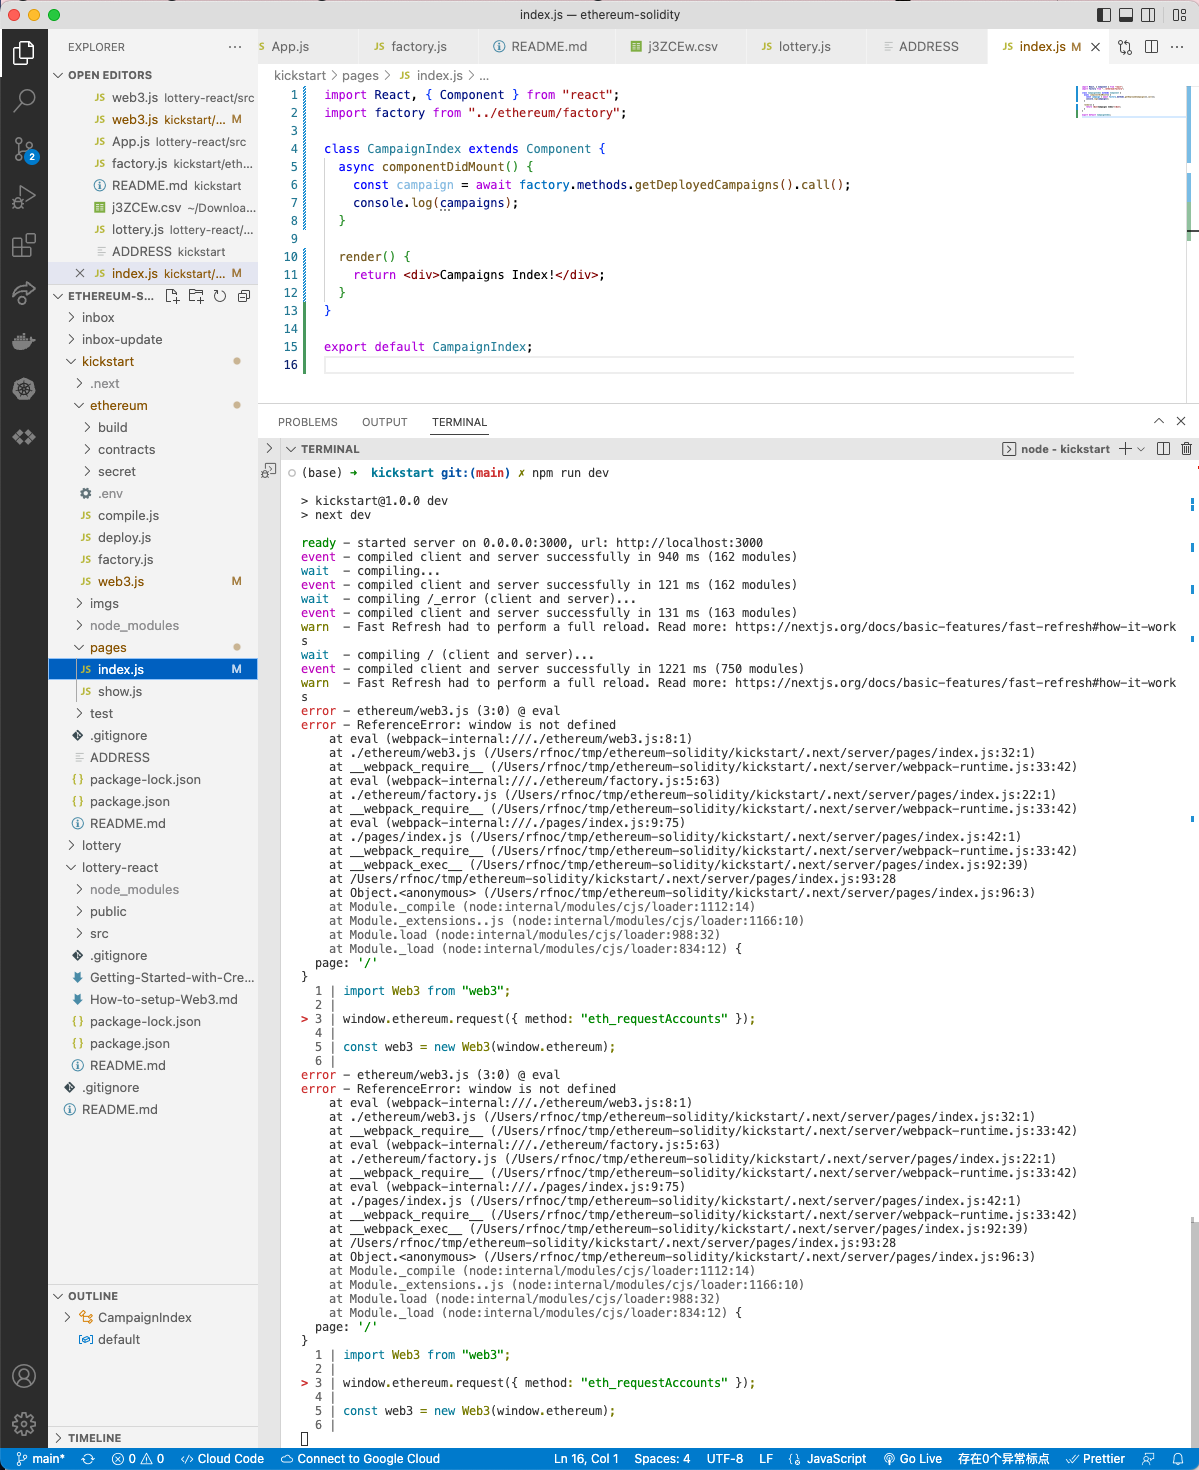 index.js — ethereum-solidity
EXPLORER
OPEN EDITORS
JS web3.js lottery-react/src
JS web3.js kickstart/... M
JS App.js lottery-react/src
JS factory.js kickstart/eth...
README.md kickstart
j3ZCEw.csv ~/Downloa...
JS lottery.js lottery-react/...
ADDRESS kickstart
JS index.js kickstart/... M
ETHEREUM-S...
inbox
inbox-update
kickstart
.next
ethereum
build
contracts
secret
.env
JS compile.js
JS deploy.js
JS factory.js
JS web3.js M
imgs
node_modules
pages
JS index.js M
JS show.js
test
.gitignore
ADDRESS
{} package-lock.json
{} package.json
README.md
lottery
lottery-react
node_modules
public
src
.gitignore
Getting-Started-with-Cre...
How-to-setup-Web3.md
{} package-lock.json
{} package.json
README.md
.gitignore
README.md
OUTLINE
CampaignIndex
default
TIMELINE
2
JS App.js JS factory.js README.md j3ZCEw.csv JS lottery.js ADDRESS JS index.js M
kickstart > pages > JS index.js > ...
1 import React, { Component } from "react";
2 import factory from "../ethereum/factory";
3
4 class CampaignIndex extends Component {
5 async componentDidMount() {
6 const campaign = await factory.methods.getDeployedCampaigns().call();
7 console.log(campaigns);
8 }
9
10 render() {
11 return <div>Campaigns Index!</div>;
12 }
13 }
14
15 export default CampaignIndex;
16
PROBLEMS OUTPUT TERMINAL
TERMINAL node - kickstart
(base) ➜ kickstart git:(main) ✗ npm run dev
> kickstart@1.0.0 dev
> next dev
ready - started server on 0.0.0.0:3000, url: http://localhost:3000
event - compiled client and server successfully in 940 ms (162 modules)
wait - compiling...
event - compiled client and server successfully in 121 ms (162 modules)
wait - compiling /_error (client and server)...
event - compiled client and server successfully in 131 ms (163 modules)
warn - Fast Refresh had to perform a full reload. Read more: https://nextjs.org/docs/basic-features/fast-refresh#how-it-work
s
wait - compiling / (client and server)...
event - compiled client and server successfully in 1221 ms (750 modules)
warn - Fast Refresh had to perform a full reload. Read more: https://nextjs.org/docs/basic-features/fast-refresh#how-it-work
s
error - ethereum/web3.js (3:0) @ eval
error - ReferenceError: window is not defined
at eval (webpack-internal:///./ethereum/web3.js:8:1)
at ./ethereum/web3.js (/Users/rfnoc/tmp/ethereum-solidity/kickstart/.next/server/pages/index.js:32:1)
at __webpack_require__ (/Users/rfnoc/tmp/ethereum-solidity/kickstart/.next/server/webpack-runtime.js:33:42)
at eval (webpack-internal:///./ethereum/factory.js:5:63)
at ./ethereum/factory.js (/Users/rfnoc/tmp/ethereum-solidity/kickstart/.next/server/pages/index.js:22:1)
at __webpack_require__ (/Users/rfnoc/tmp/ethereum-solidity/kickstart/.next/server/webpack-runtime.js:33:42)
at eval (webpack-internal:///./pages/index.js:9:75)
at ./pages/index.js (/Users/rfnoc/tmp/ethereum-solidity/kickstart/.next/server/pages/index.js:42:1)
at __webpack_require__ (/Users/rfnoc/tmp/ethereum-solidity/kickstart/.next/server/webpack-runtime.js:33:42)
at __webpack_exec__ (/Users/rfnoc/tmp/ethereum-solidity/kickstart/.next/server/pages/index.js:92:39)
at /Users/rfnoc/tmp/ethereum-solidity/kickstart/.next/server/pages/index.js:93:28
at Object.<anonymous> (/Users/rfnoc/tmp/ethereum-solidity/kickstart/.next/server/pages/index.js:96:3)
at Module._compile (node:internal/modules/cjs/loader:1112:14)
at Module._extensions..js (node:internal/modules/cjs/loader:1166:10)
at Module.load (node:internal/modules/cjs/loader:988:32)
at Module._load (node:internal/modules/cjs/loader:834:12) {
page: '/'
}
1 | import Web3 from "web3";
2 |
> 3 | window.ethereum.request({ method: "eth_requestAccounts" });
4 |
5 | const web3 = new Web3(window.ethereum);
6 |
error - ethereum/web3.js (3:0) @ eval
error - ReferenceError: window is not defined
at eval (webpack-internal:///./ethereum/web3.js:8:1)
at ./ethereum/web3.js (/Users/rfnoc/tmp/ethereum-solidity/kickstart/.next/server/pages/index.js:32:1)
at __webpack_require__ (/Users/rfnoc/tmp/ethereum-solidity/kickstart/.next/server/webpack-runtime.js:33:42)
at eval (webpack-internal:///./ethereum/factory.js:5:63)
at ./ethereum/factory.js (/Users/rfnoc/tmp/ethereum-solidity/kickstart/.next/server/pages/index.js:22:1)
at __webpack_require__ (/Users/rfnoc/tmp/ethereum-solidity/kickstart/.next/server/webpack-runtime.js:33:42)
at eval (webpack-internal:///./pages/index.js:9:75)
at ./pages/index.js (/Users/rfnoc/tmp/ethereum-solidity/kickstart/.next/server/pages/index.js:42:1)
at __webpack_require__ (/Users/rfnoc/tmp/ethereum-solidity/kickstart/.next/server/webpack-runtime.js:33:42)
at __webpack_exec__ (/Users/rfnoc/tmp/ethereum-solidity/kickstart/.next/server/pages/index.js:92:39)
at /Users/rfnoc/tmp/ethereum-solidity/kickstart/.next/server/pages/index.js:93:28
at Object.<anonymous> (/Users/rfnoc/tmp/ethereum-solidity/kickstart/.next/server/pages/index.js:96:3)
at Module._compile (node:internal/modules/cjs/loader:1112:14)
at Module._extensions..js (node:internal/modules/cjs/loader:1166:10)
at Module.load (node:internal/modules/cjs/loader:988:32)
at Module._load (node:internal/modules/cjs/loader:834:12) {
page: '/'
}
1 | import Web3 from "web3";
2 |
> 3 | window.ethereum.request({ method: "eth_requestAccounts" });
4 |
5 | const web3 = new Web3(window.ethereum);
6 |
main* 0 0 Cloud Code Connect to Google Cloud Ln 16, Col 1 Spaces: 4 UTF-8 LF JavaScript Go Live 存在0个异常标点 Prettier